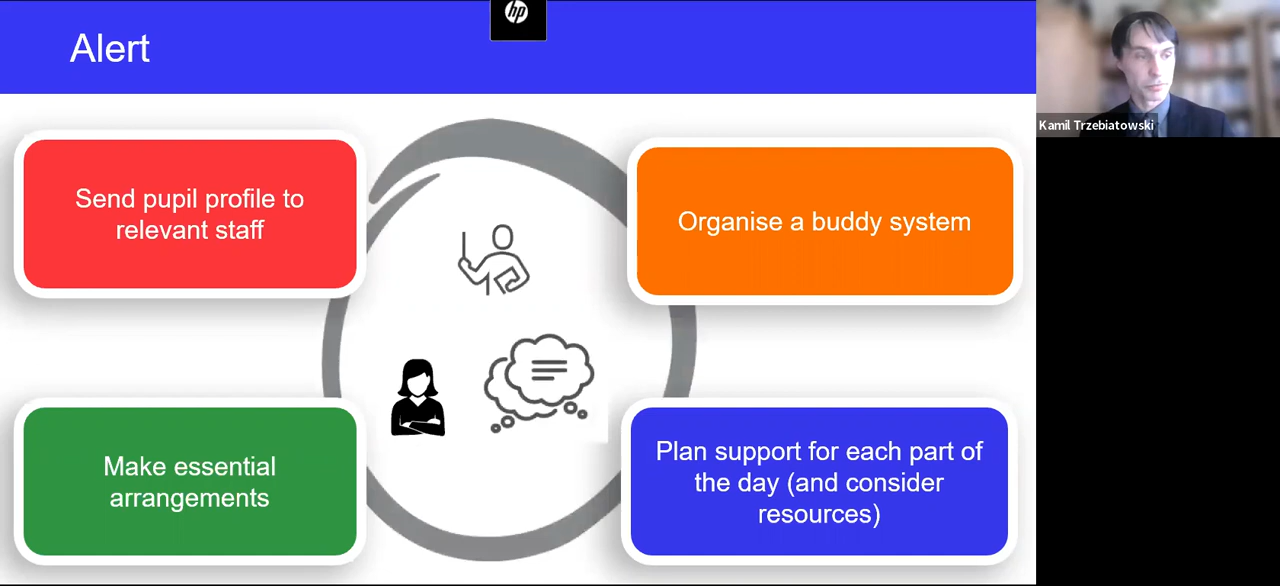 Alert
hp
Kamil Trzebiatowski
Send pupil profile to
relevant staff
Organise a buddy system
Make essential
arrangements
Plan support for each part of
the day (and consider
resources)